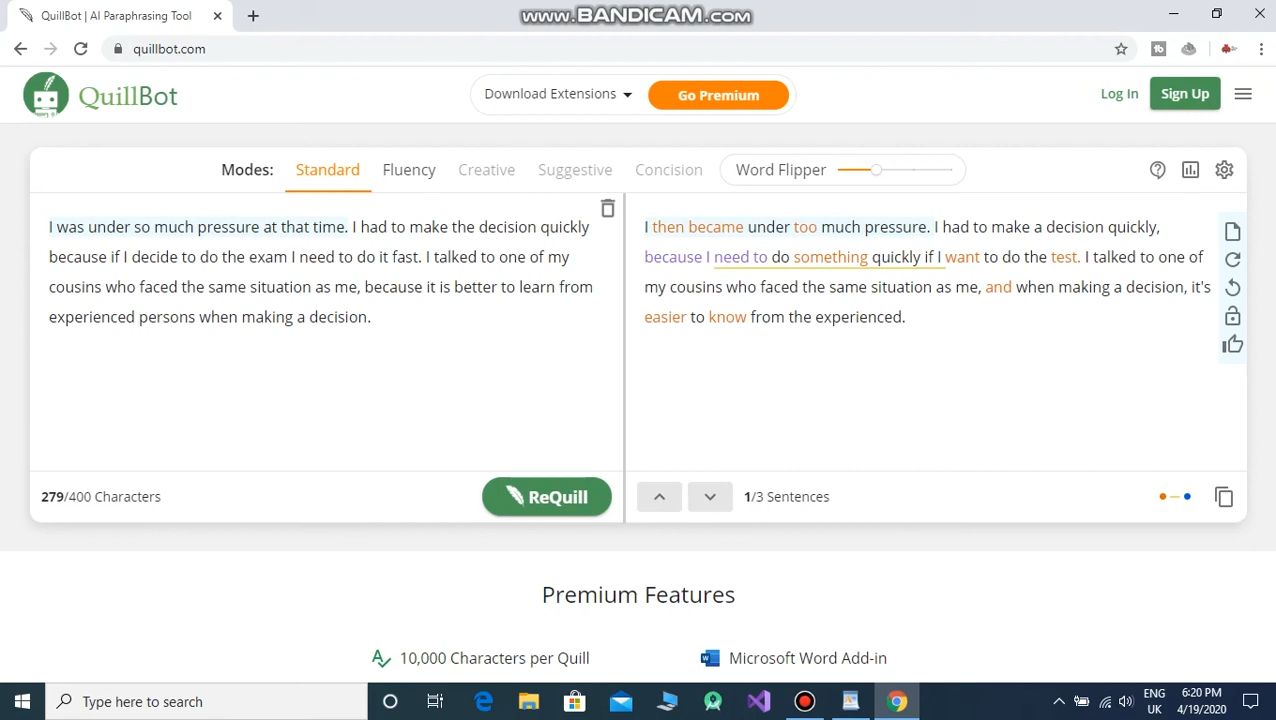 QuillBot | AI Paraphrasing Tool
www.BANDICAM.com
quillbot.com
QuillBot
Download Extensions
Go Premium
Log In
Sign Up
Modes:
Standard
Fluency
Creative
Suggestive
Concision
Word Flipper
I was under so much pressure at that time. I had to make the decision quickly
because if I decide to do the exam I need to do it fast. I talked to one of my
cousins who faced the same situation as me, because it is better to learn from
experienced persons when making a decision.
279/400 Characters
ReQuill
I then became under too much pressure. I had to make a decision quickly,
because I need to do something quickly if I want to do the test. I talked to one of
my cousins who faced the same situation as me, and when making a decision, it's
easier to know from the experienced.
1/3 Sentences
Premium Features
10,000 Characters per Quill
Microsoft Word Add-in
Type here to search
ENG
UK
6:20 PM
4/19/2020